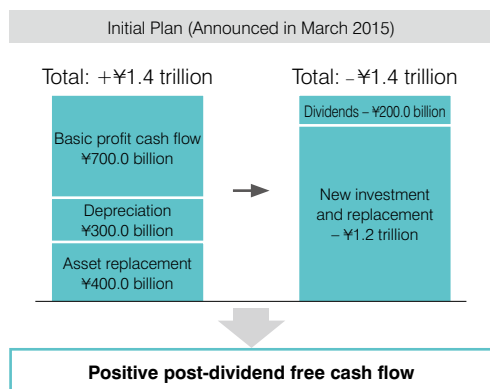 Initial Plan (Announced in March 2015)
Total: +¥1.4 trillion
Total: –¥1.4 trillion
Basic profit cash flow
¥700.0 billion
Depreciation
¥300.0 billion
Asset replacement
¥400.0 billion
Dividends – ¥200.0 billion
New investment
and replacement
– ¥1.2 trillion
Positive post-dividend free cash flow